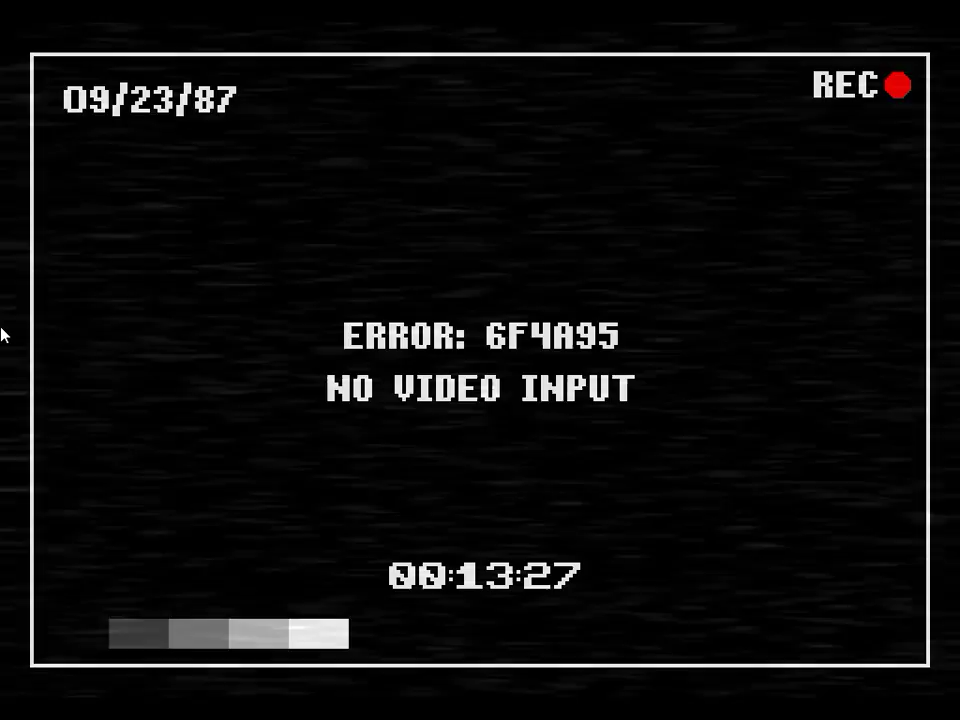 09/23/87
REC
ERROR: 6F4A95
NO VIDEO INPUT
00:13:27